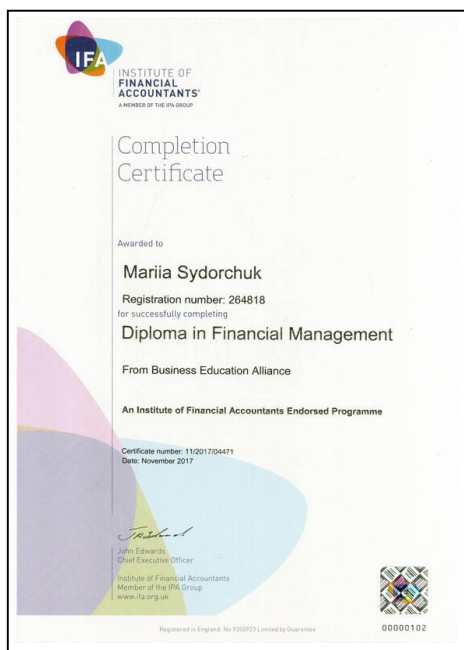 IFA
INSTITUTE OF
FINANCIAL
ACCOUNTANTS
A MEMBER OF THE IPA GROUP
Completion
Certificate
Awarded to
Mariia Sydorchuk
Registration number: 264818
for successfully completing
Diploma in Financial Management
From Business Education Alliance
An Institute of Financial Accountants Endorsed Programme
Certificate number: 11/2017/04471
Date: November 2017
John Edwards
Chief Executive Officer
Institute of Financial Accountants
Member of the IPA Group
www.ifa.org.uk
Registered in England: No 9350923 Limited by Guarantee
00000102